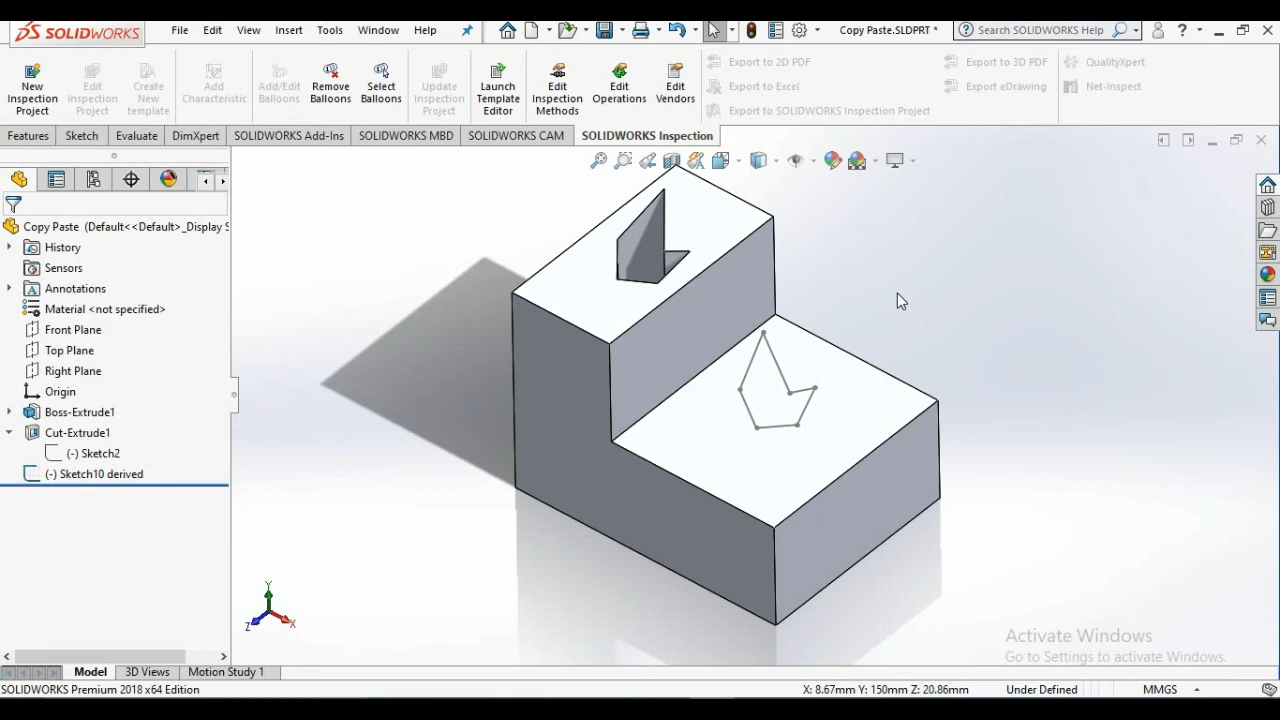 SOLIDWORKS File Edit View Insert Tools Window Help Copy Paste.SLDPRT Search SOLIDWORKS Help ?
New Inspection Project
Edit Inspection Project
Create New template
Add Characteristic
Add/Edit Balloons
Remove Balloons
Select Balloons
Update Inspection Project
Launch Template Editor
Edit Inspection Methods
Edit Operations
Edit Vendors
Export to 2D PDF
Export to Excel
Export to SOLIDWORKS Inspection Project
Export to 3D PDF
Export eDrawing
QualityXpert
Net-Inspect
Features Sketch Evaluate DimXpert SOLIDWORKS Add-Ins SOLIDWORKS MBD SOLIDWORKS CAM SOLIDWORKS Inspection
Copy Paste (Default<<Default>_Display S
History
Sensors
Annotations
Material <not specified>
Front Plane
Top Plane
Right Plane
Origin
Boss-Extrude1
Cut-Extrude1
(-) Sketch2
(-) Sketch10 derived
Y
X
Z
Activate Windows
Go to Settings to activate Windows.
Model 3D Views Motion Study 1
SOLIDWORKS Premium 2018 x64 Edition X: 8.67mm Y: 150mm Z: 20.86mm Under Defined MMGS